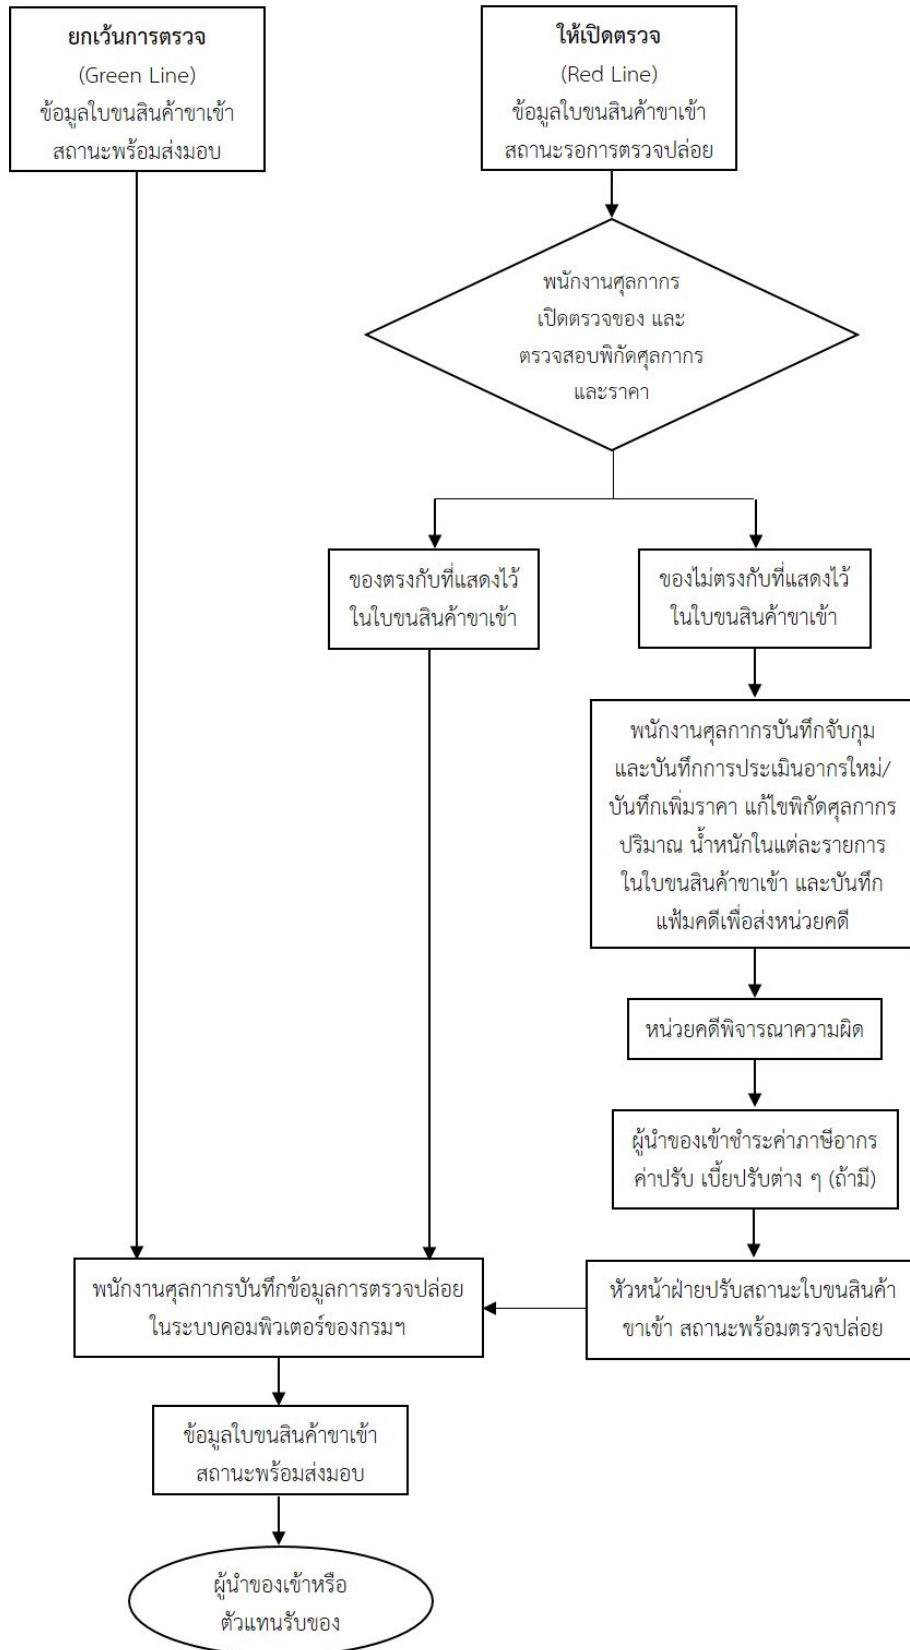 ยกเว้นการตรวจ
(Green Line)
ข้อมูลใบขนสินค้าขาเข้า
สถานะพร้อมส่งมอบ
ให้เปิดตรวจ
(Red Line)
ข้อมูลใบขนสินค้าขาเข้า
สถานะรอการตรวจปล่อย
พนักงานศุลกากร
เปิดตรวจของ และ
ตรวจสอบพิกัดศุลกากร
และราคา
ของตรงกับที่แสดงไว้
ในใบขนสินค้าขาเข้า
ของไม่ตรงกับที่แสดงไว้
ในใบขนสินค้าขาเข้า
พนักงานศุลกากรบันทึกจับกุม
และบันทึกการประเมินอากรใหม่/
บันทึกเพิ่มราคา แก้ไขพิกัดศุลกากร
ปริมาณ น้ำหนักในแต่ละรายการ
ในใบขนสินค้าขาเข้า และบันทึก
แฟ้มคดีเพื่อส่งหน่วยคดี
หน่วยคดีพิจารณาความผิด
ผู้นำของเข้าชำระค่าภาษีอากร
ค่าปรับ เบี้ยปรับต่าง ๆ (ถ้ามี)
หัวหน้าฝ่ายปรับสถานะใบขนสินค้า
ขาเข้า สถานะพร้อมตรวจปล่อย
พนักงานศุลกากรบันทึกข้อมูลการตรวจปล่อย
ในระบบคอมพิวเตอร์ของกรมฯ
ข้อมูลใบขนสินค้าขาเข้า
สถานะพร้อมส่งมอบ
ผู้นำของเข้าหรือ
ตัวแทนรับของ